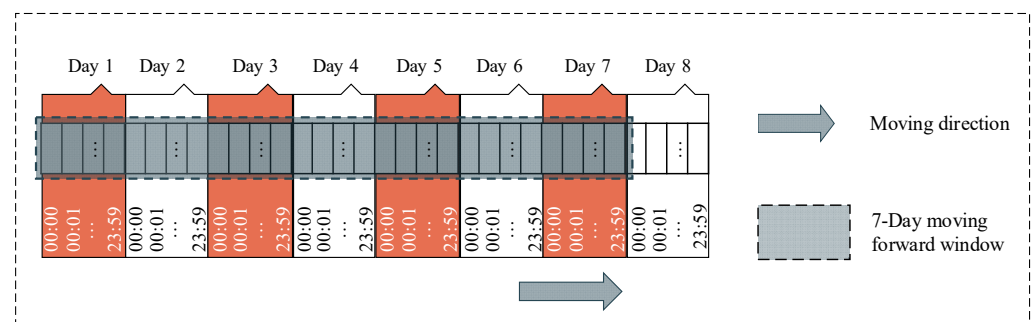 Day 1 Day 2 Day 3 Day 4 Day 5 Day 6 Day 7 Day 8
⋮ ⋮ ⋮ ⋮ ⋮ ⋮ ⋮ ⋮
00:00 00:01 … 23:59 00:00 00:01 … 23:59 00:00 00:01 … 23:59 00:00 00:01 … 23:59 00:00 00:01 … 23:59 00:00 00:01 … 23:59 00:00 00:01 … 23:59 00:00 00:01 … 23:59
Moving direction
7-Day moving
forward window